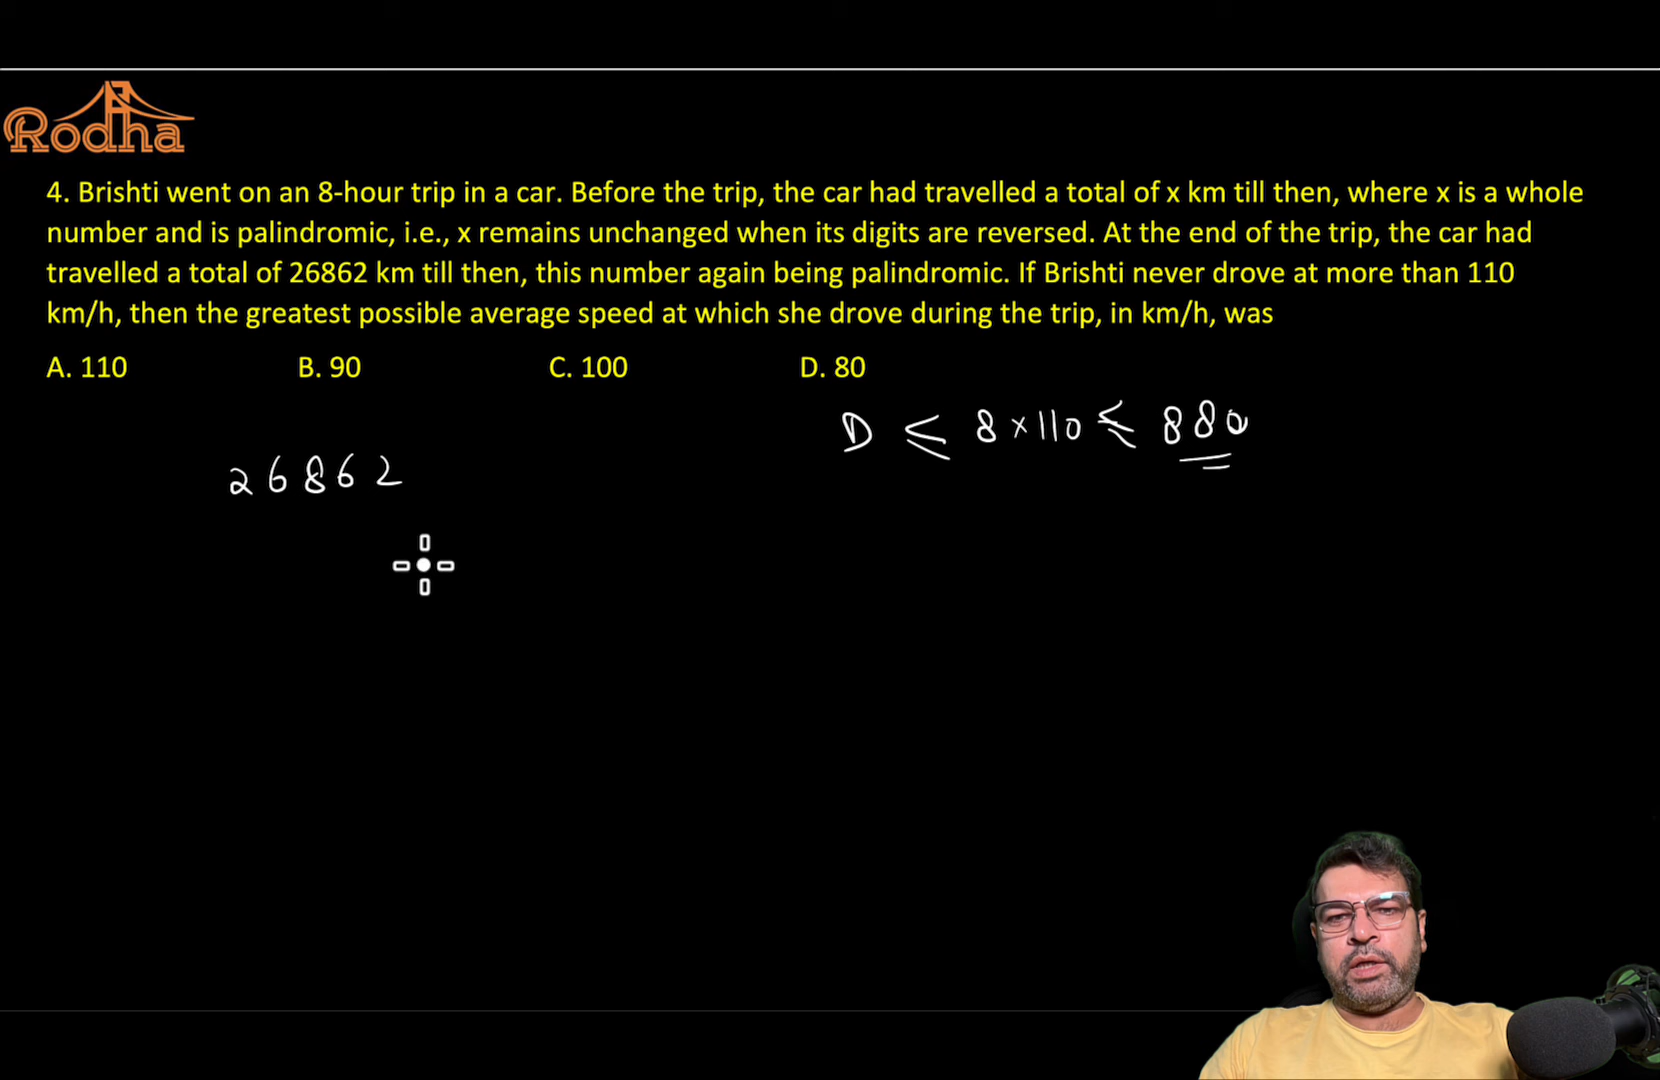 Rodha
4. Brishti went on an 8-hour trip in a car. Before the trip, the car had travelled a total of x km till then, where x is a whole
number and is palindromic, i.e., x remains unchanged when its digits are reversed. At the end of the trip, the car had
travelled a total of 26862 km till then, this number again being palindromic. If Brishti never drove at more than 110
km/h, then the greatest possible average speed at which she drove during the trip, in km/h, was
A. 110 B. 90 C. 100 D. 80
D ≤ 8 × 110 ≤ 880
26862